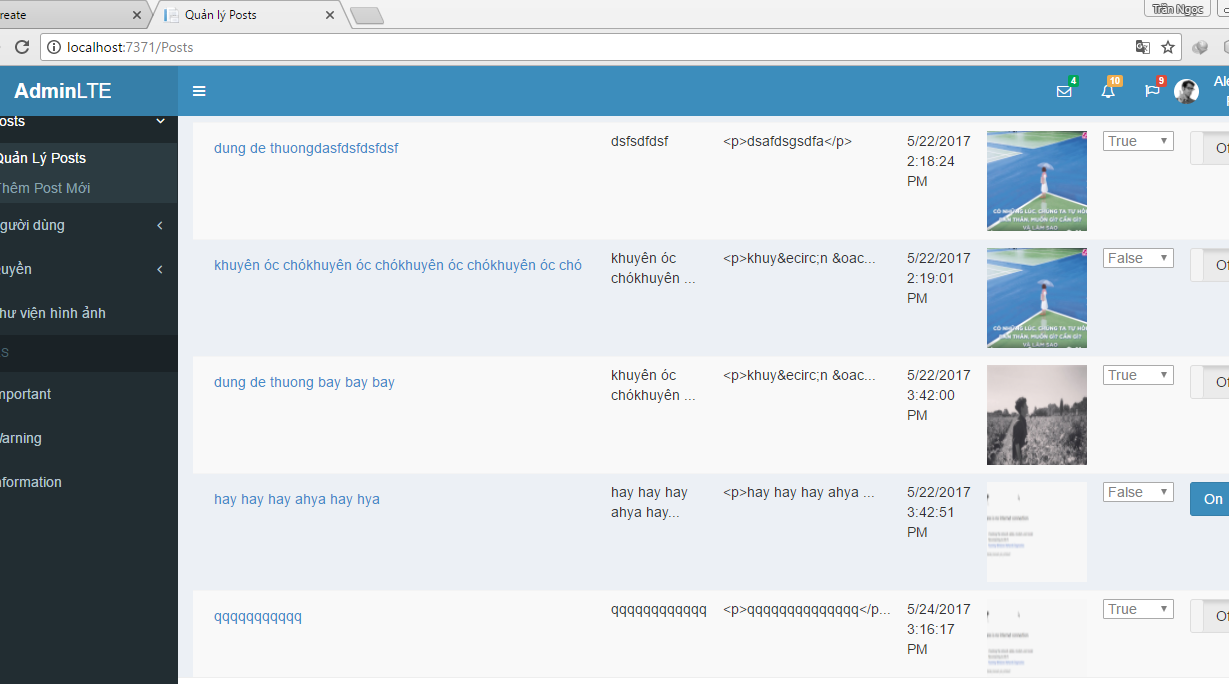 reate
Quản lý Posts
Trần Ngọc
localhost:7371/Posts
AdminLTE
4
10
9
Ale
osts
Quản Lý Posts
Thêm Post Mới
gười dùng
uyền
hư viện hình ảnh
S
mportant
Warning
nformation
dung de thuongdasfdsfdsfdsf
dsfsdfdsf
<p>dsafdsgsdfa</p>
5/22/2017
2:18:24
PM
CÓ NHỮNG LÚC, CHÚNG TA TỰ HỎI
BẢN THÂN, MUỐN GÌ? CẦN GÌ?
VÀ LÀM SAO
True
Of
khuyên óc chókhuyên óc chókhuyên óc chókhuyên óc chó
khuyên óc
chókhuyên ...
<p>khuy&ecirc;n &oac...
5/22/2017
2:19:01
PM
CÓ NHỮNG LÚC, CHÚNG TA TỰ HỎI
BẢN THÂN, MUỐN GÌ? CẦN GÌ?
VÀ LÀM SAO
False
Of
dung de thuong bay bay bay
khuyên óc
chókhuyên ...
<p>khuy&ecirc;n &oac...
5/22/2017
3:42:00
PM
True
Of
hay hay hay ahya hay hya
hay hay hay
ahya hay...
<p>hay hay hay ahya ...
5/22/2017
3:42:51
PM
False
On
qqqqqqqqqqq
qqqqqqqqqqqq
<p>qqqqqqqqqqqqqq</p...
5/24/2017
3:16:17
PM
True
Of